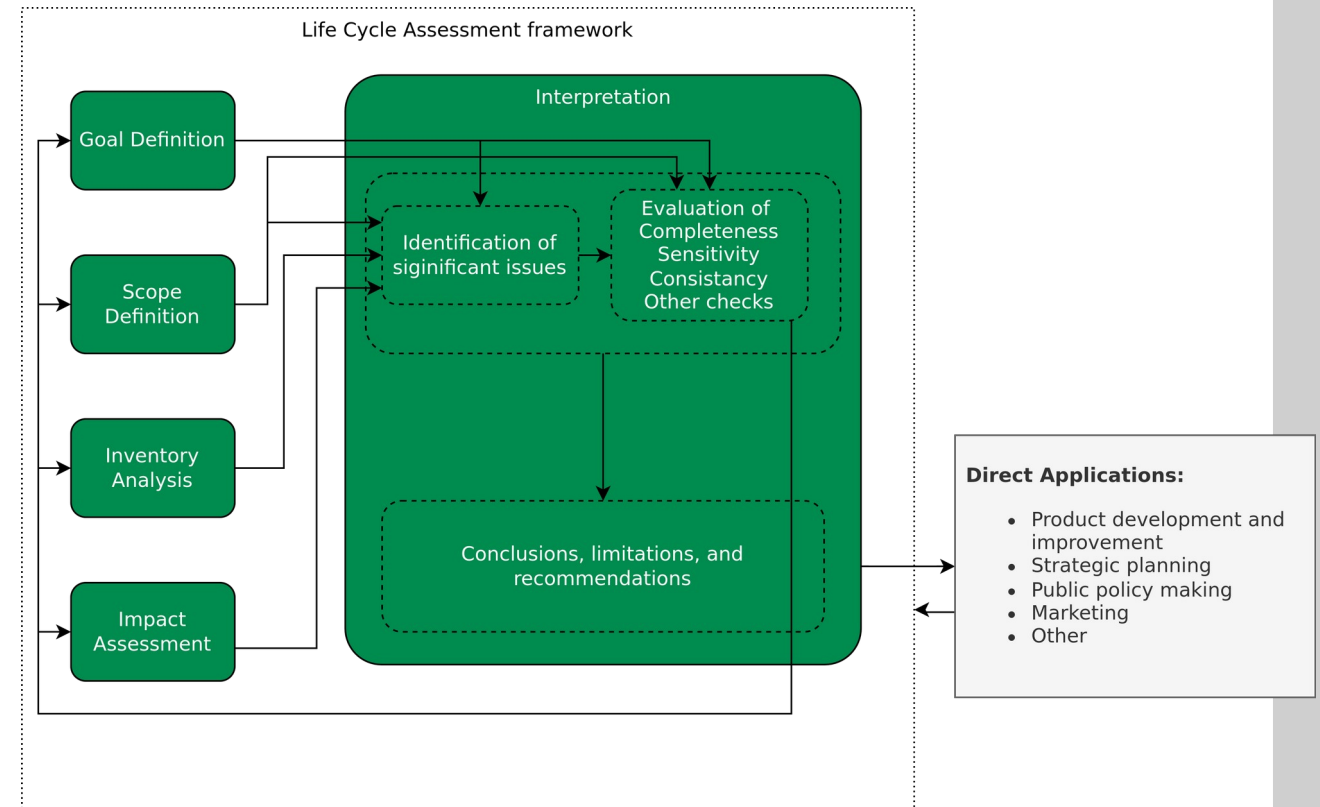 Life Cycle Assessment framework
Interpretation
Goal Definition
Scope
Definition
Inventory
Analysis
Impact
Assessment
Identification of
siginificant issues
Evaluation of
Completeness
Sensitivity
Consistancy
Other checks
Conclusions, limitations, and
recommendations
Direct Applications:
• Product development and
improvement
• Strategic planning
• Public policy making
• Marketing
• Other